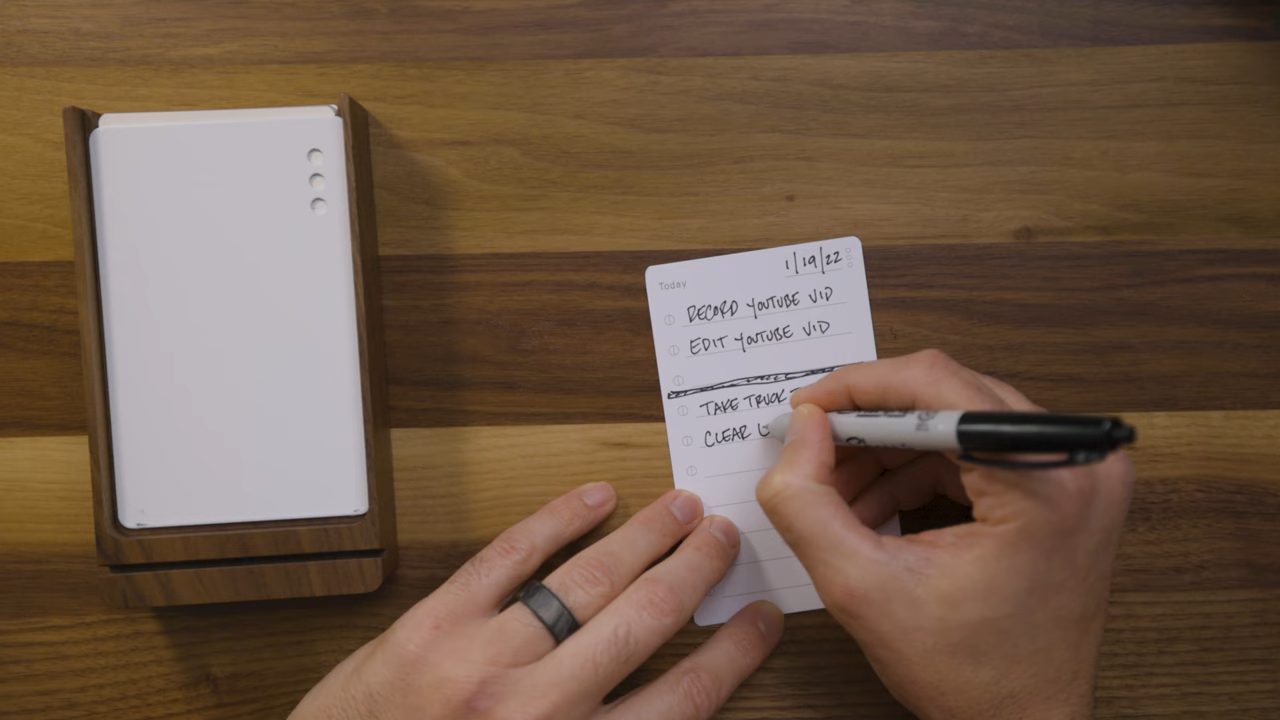 1/19/22
Today
RECORD YOUTUBE VID
EDIT YOUTUBE VID
TAKE TRUCK
CLEAR